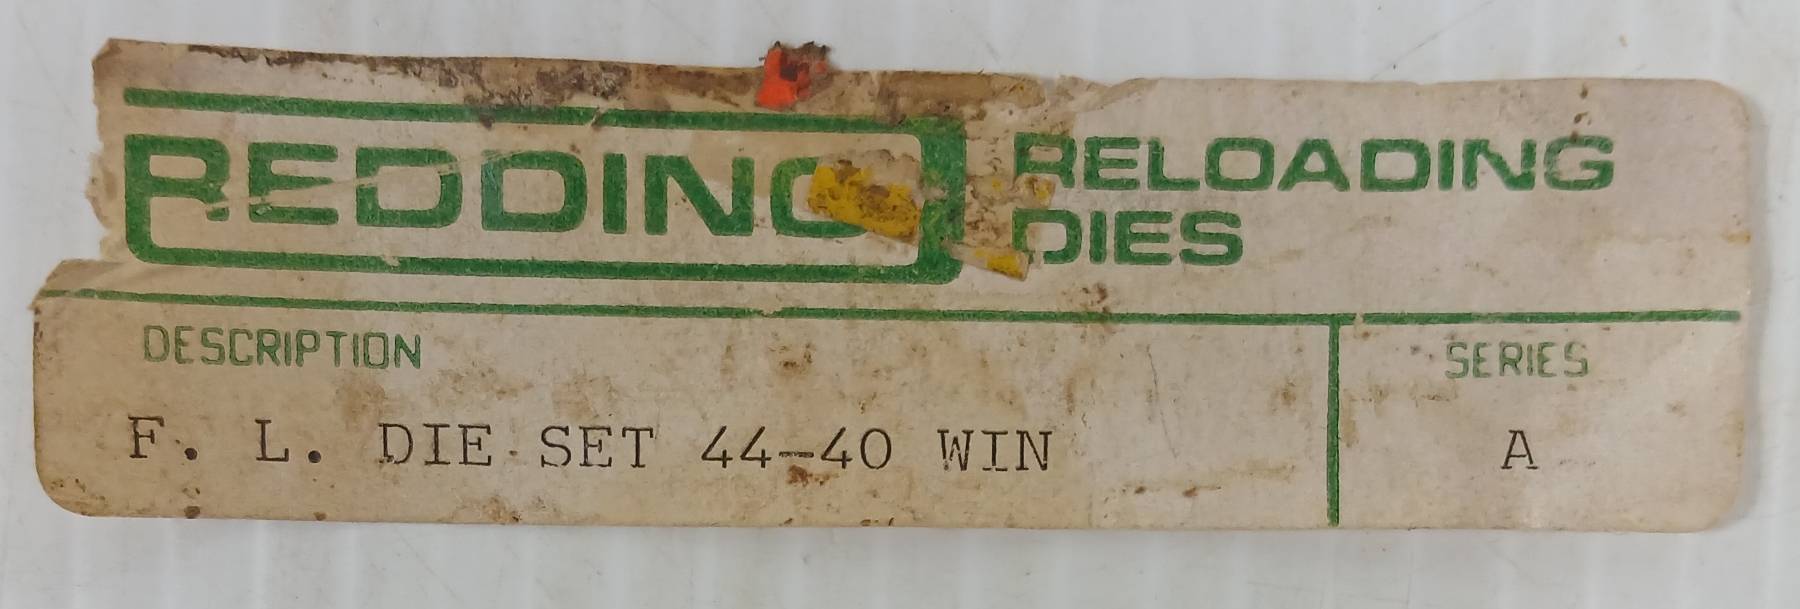 REDDING RELOADING
DIES
DESCRIPTION
SERIES
F. L. DIE SET 44-40 WIN
A